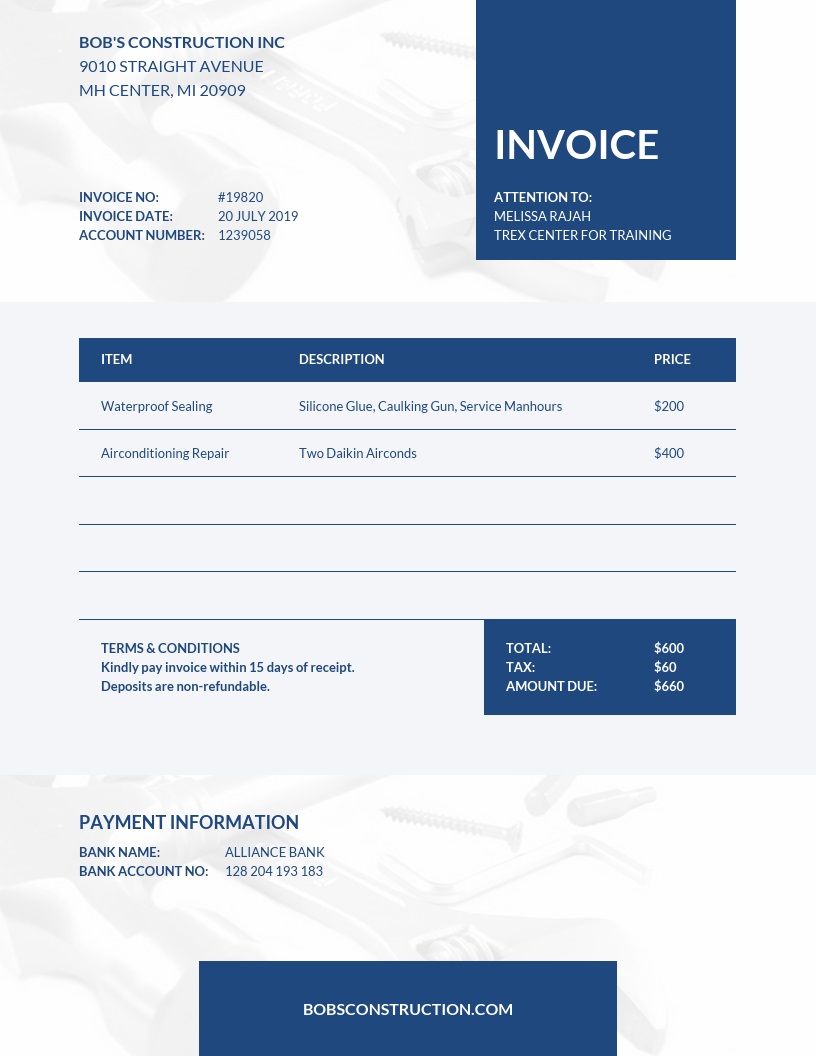 BOB'S CONSTRUCTION INC
9010 STRAIGHT AVENUE
MH CENTER, MI 20909
INVOICE
INVOICE NO: #19820
INVOICE DATE: 20 JULY 2019
ACCOUNT NUMBER: 1239058
ATTENTION TO:
MELISSA RAJAH
TREX CENTER FOR TRAINING
ITEM DESCRIPTION PRICE
Waterproof Sealing Silicone Glue, Caulking Gun, Service Manhours $200
Airconditioning Repair Two Daikin Airconds $400
TERMS & CONDITIONS
Kindly pay invoice within 15 days of receipt.
Deposits are non-refundable.
TOTAL: $600
TAX: $60
AMOUNT DUE: $660
PAYMENT INFORMATION
BANK NAME: ALLIANCE BANK
BANK ACCOUNT NO: 128 204 193 183
BOBSCONSTRUCTION.COM